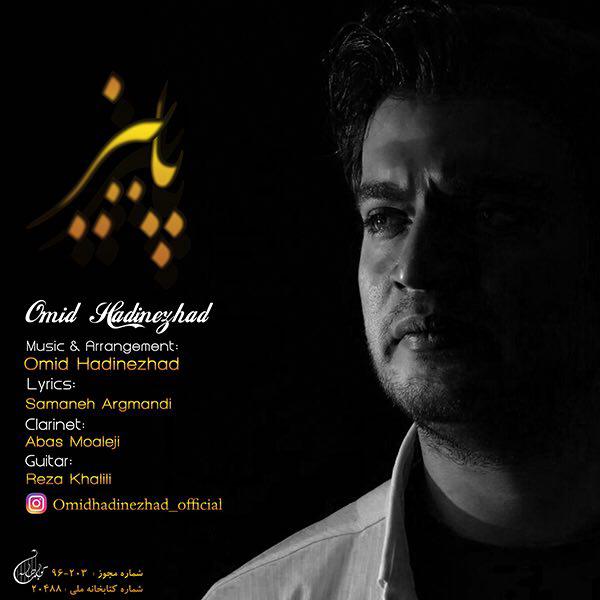 پاییز
Omid Hadinezhad
Music & Arrangement:
Omid Hadinezhad
Lyrics:
Samaneh Argmandi
Clarinet:
Abas Moaleji
Guitar:
Reza Khalili
Omidhadinezhad_official
شماره مجوز : ۲۰۳-۹۶
شماره کتابخانه ملی : ۲۰۴۸۸